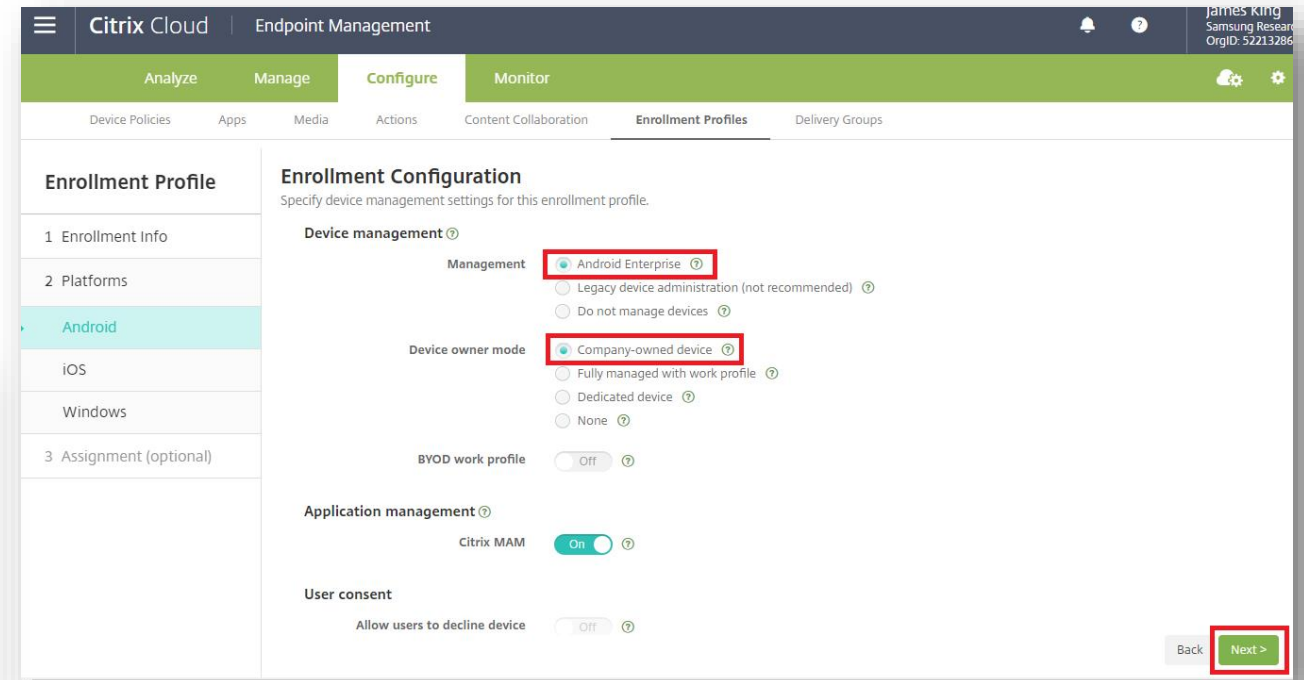 Citrix Cloud | Endpoint Management
James King
Samsung Resear
OrgID: 52213286
Analyze Manage Configure Monitor
Device Policies Apps Media Actions Content Collaboration Enrollment Profiles Delivery Groups
Enrollment Profile
1 Enrollment Info
2 Platforms
Android
iOS
Windows
3 Assignment (optional)
Enrollment Configuration
Specify device management settings for this enrollment profile.
Device management
Management
Android Enterprise
Legacy device administration (not recommended)
Do not manage devices
Device owner mode
Company-owned device
Fully managed with work profile
Dedicated device
None
BYOD work profile Off
Application management
Citrix MAM On
User consent
Allow users to decline device Off
Back Next >